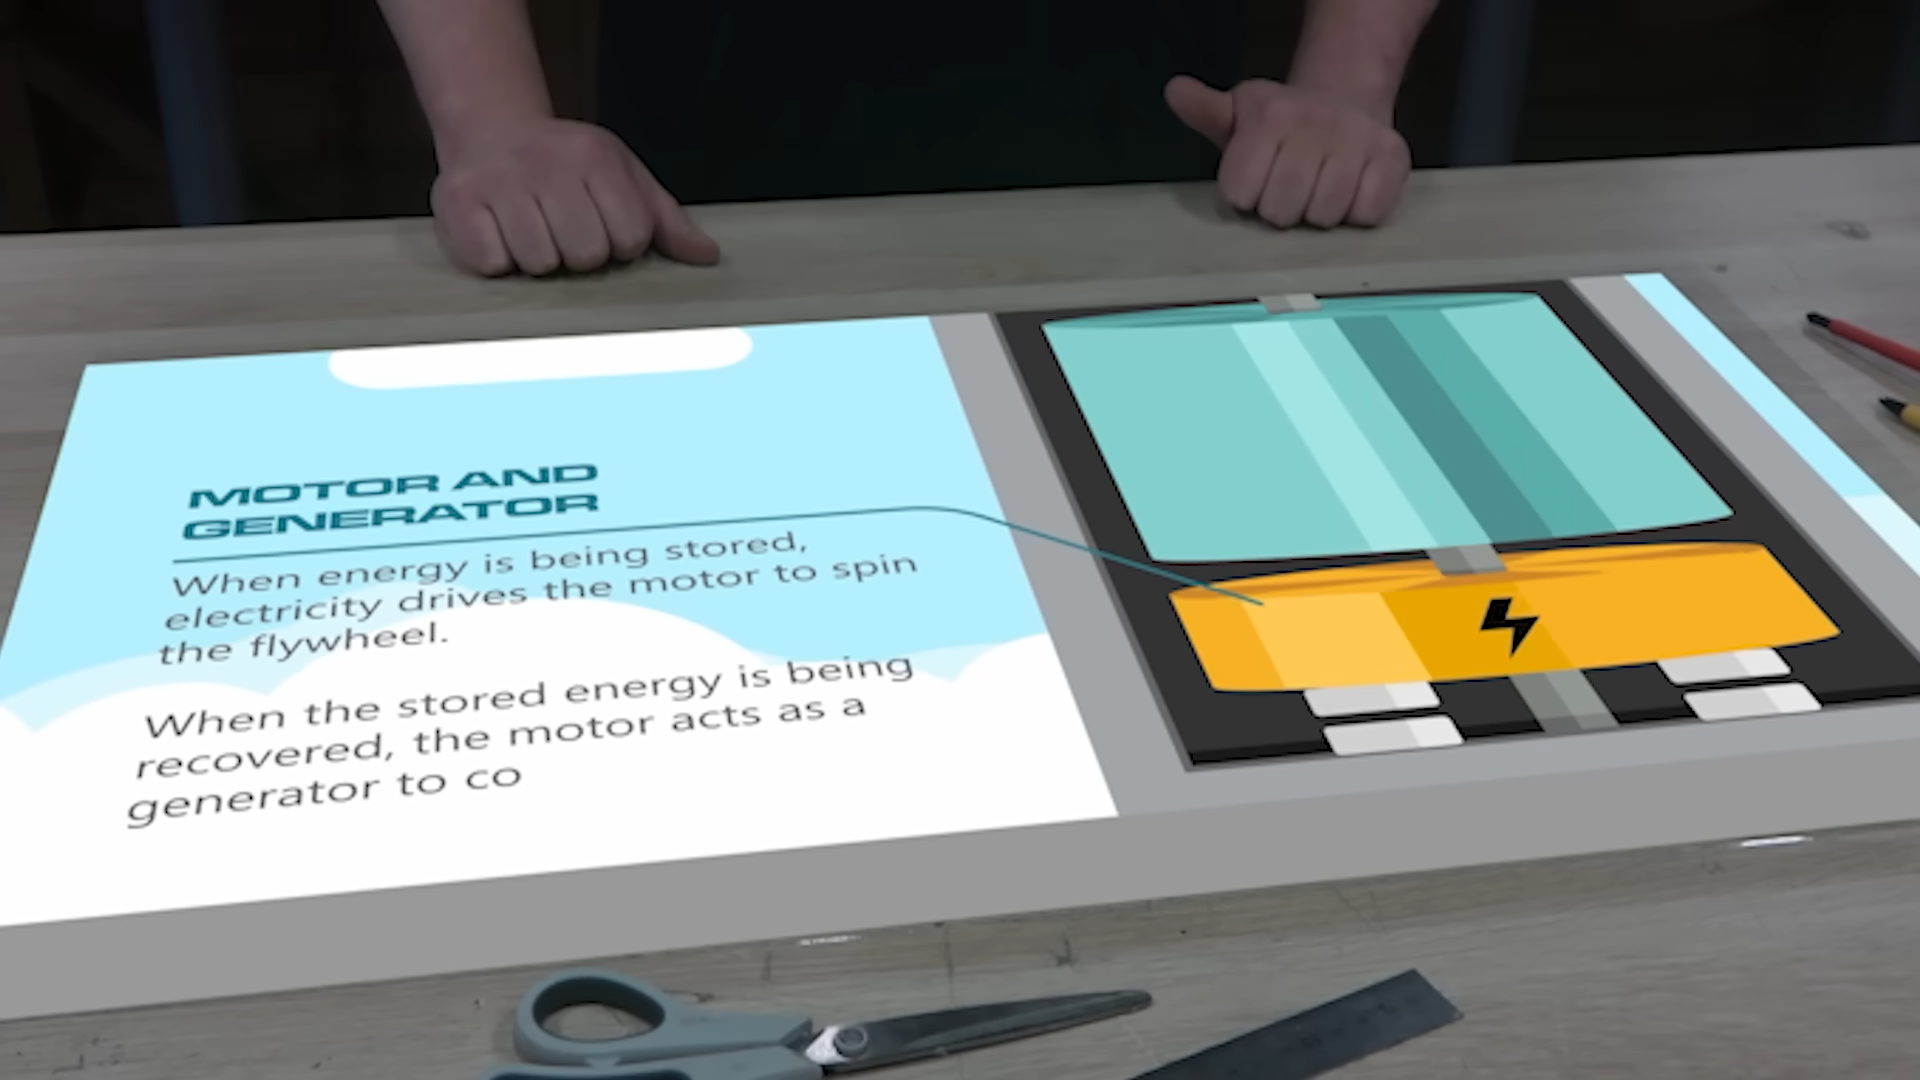 MOTOR AND
GENERATOR
When energy is being stored,
electricity drives the motor to spin
the flywheel.
When the stored energy is being
recovered, the motor acts as a
generator to co